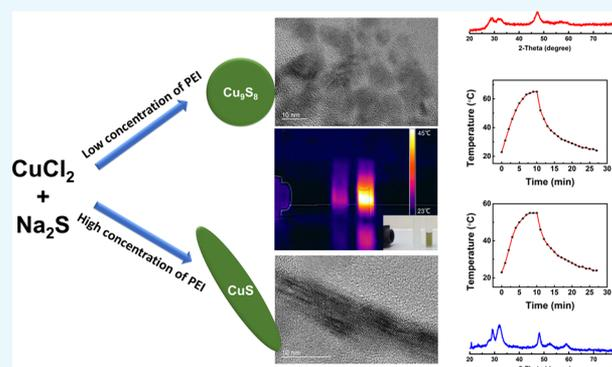 CuCl2
+
Na2S
Low concentration of PEI
High concentration of PEI
Cu9S8
CuS
10 nm
45℃
23℃
10 nm
20 30 40 50 60 70
2-Theta (degree)
Temperature (°C)
60
40
20
0 5 10 15 20 25 30
Time (min)
Temperature (°C)
60
40
20
0 5 10 15 20 25 30
Time (min)
20 30 40 50 60 70